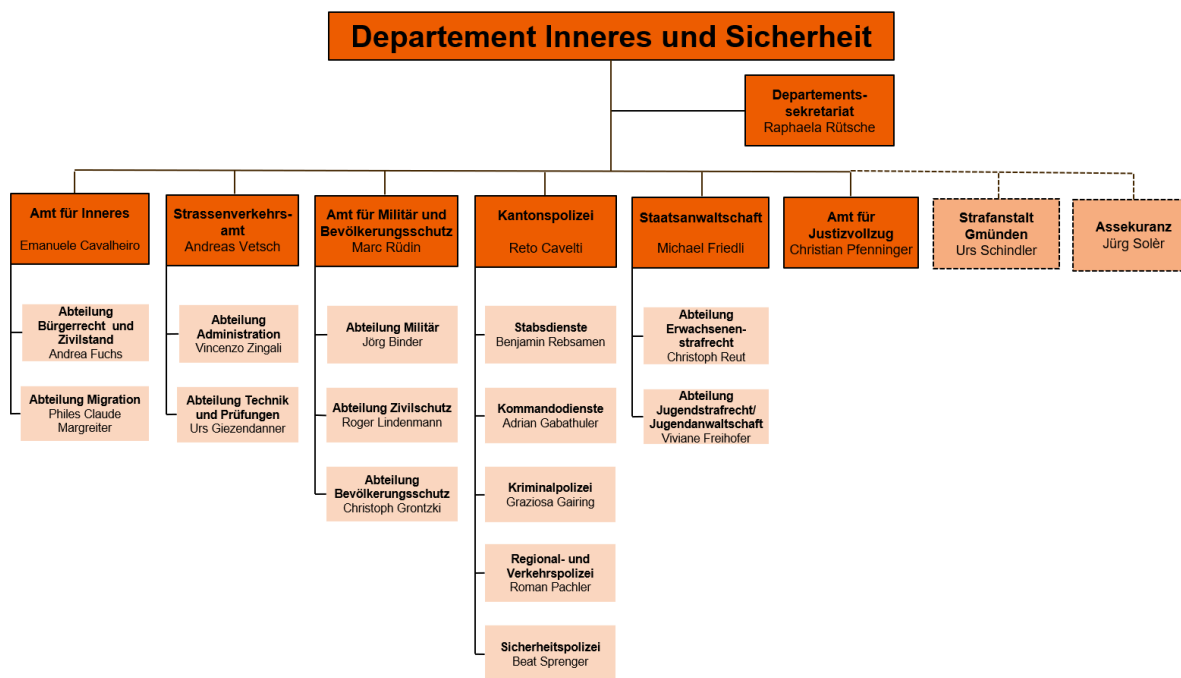 Departement Inneres und Sicherheit
Departements-
sekretariat
Raphaela Rütsche
Amt für Inneres
Emanuele Cavalheiro
Strassenverkehrs-
amt
Andreas Vetsch
Amt für Militär und
Bevölkerungsschutz
Marc Rüdin
Kantonspolizei
Reto Cavelti
Staatsanwaltschaft
Michael Friedli
Amt für
Justizvollzug
Christian Pfenninger
Strafanstalt
Gmünden
Urs Schindler
Assekuranz
Jürg Solèr
Abteilung
Bürgerrecht und
Zivilstand
Andrea Fuchs
Abteilung Migration
Philes Claude
Margreiter
Abteilung
Administration
Vincenzo Zingali
Abteilung Technik
und Prüfungen
Urs Giezendanner
Abteilung Militär
Jörg Binder
Abteilung Zivilschutz
Roger Lindenmann
Abteilung
Bevölkerungsschutz
Christoph Grontzki
Stabsdienste
Benjamin Rebsamen
Kommandodienste
Adrian Gabathuler
Kriminalpolizei
Graziosa Gairing
Regional- und
Verkehrspolizei
Roman Pachler
Sicherheitspolizei
Beat Sprenger
Abteilung
Erwachsenen-
strafrecht
Christoph Reut
Abteilung
Jugendstrafrecht/
Jugendanwaltschaft
Viviane Freihofer